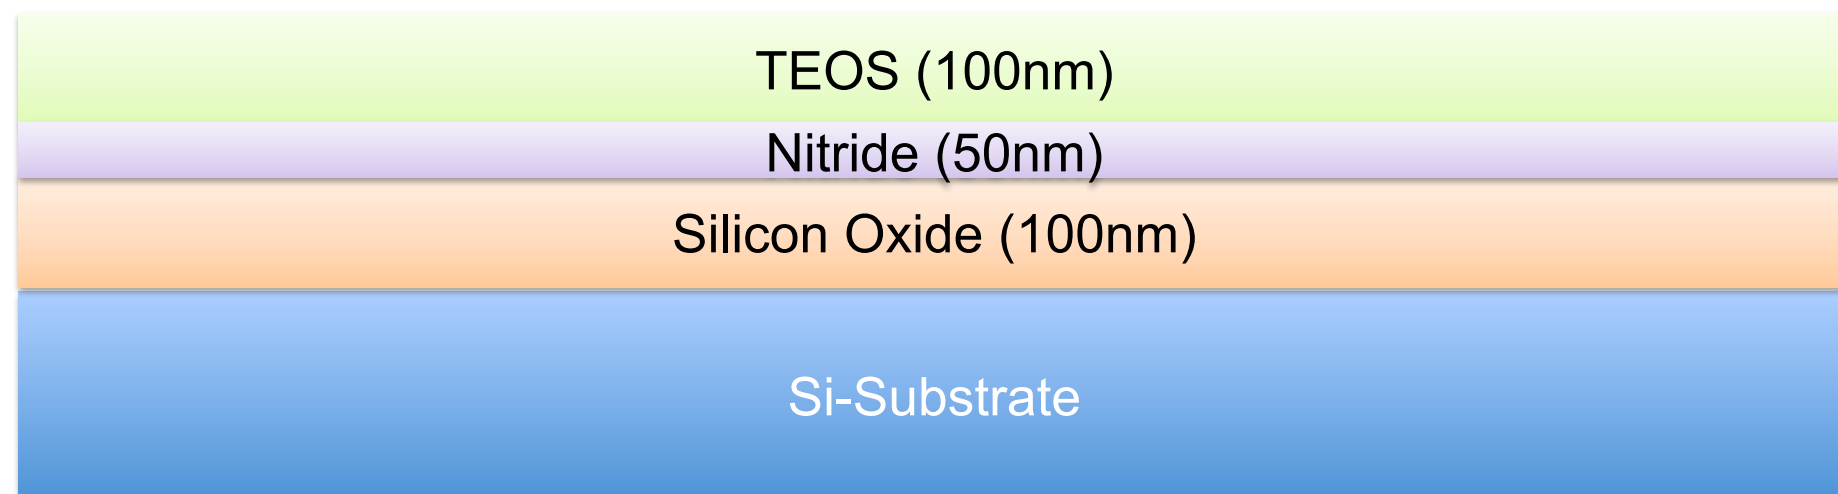 TEOS (100nm)
Nitride (50nm)
Silicon Oxide (100nm)
Si-Substrate